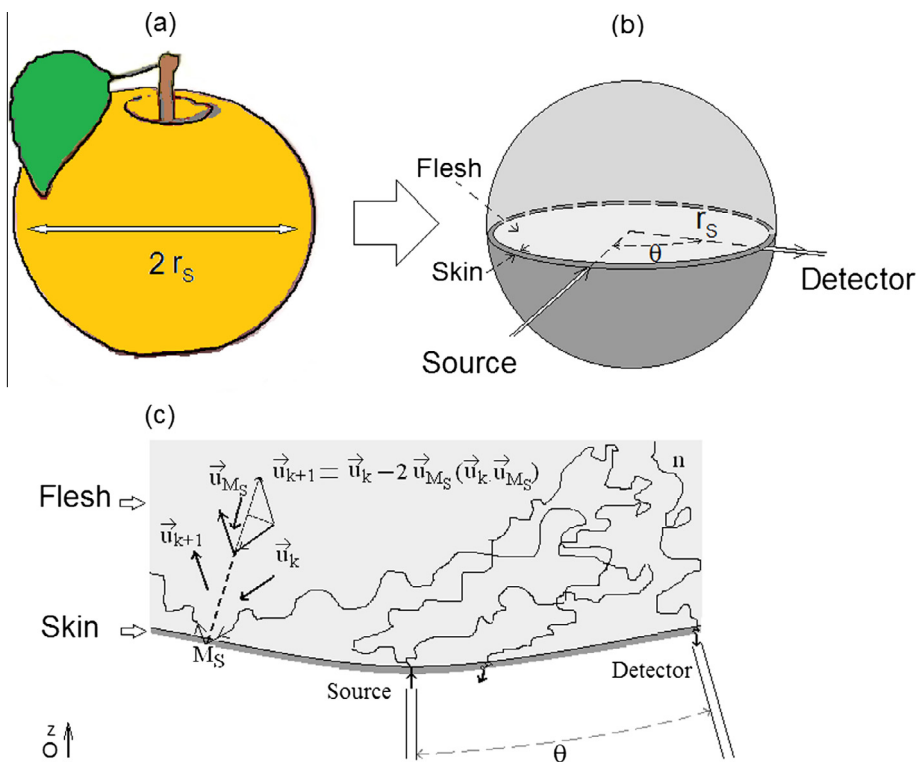 (a)
2 rS
(b)
Flesh
rS
θ
Skin
Detector
Source
(c)
Flesh
u⃗MS
u⃗k+1 = u⃗k − 2 u⃗MS(u⃗k.u⃗MS)
n
u⃗k+1
u⃗k
Skin
MS
Source
Detector
z
O
θ